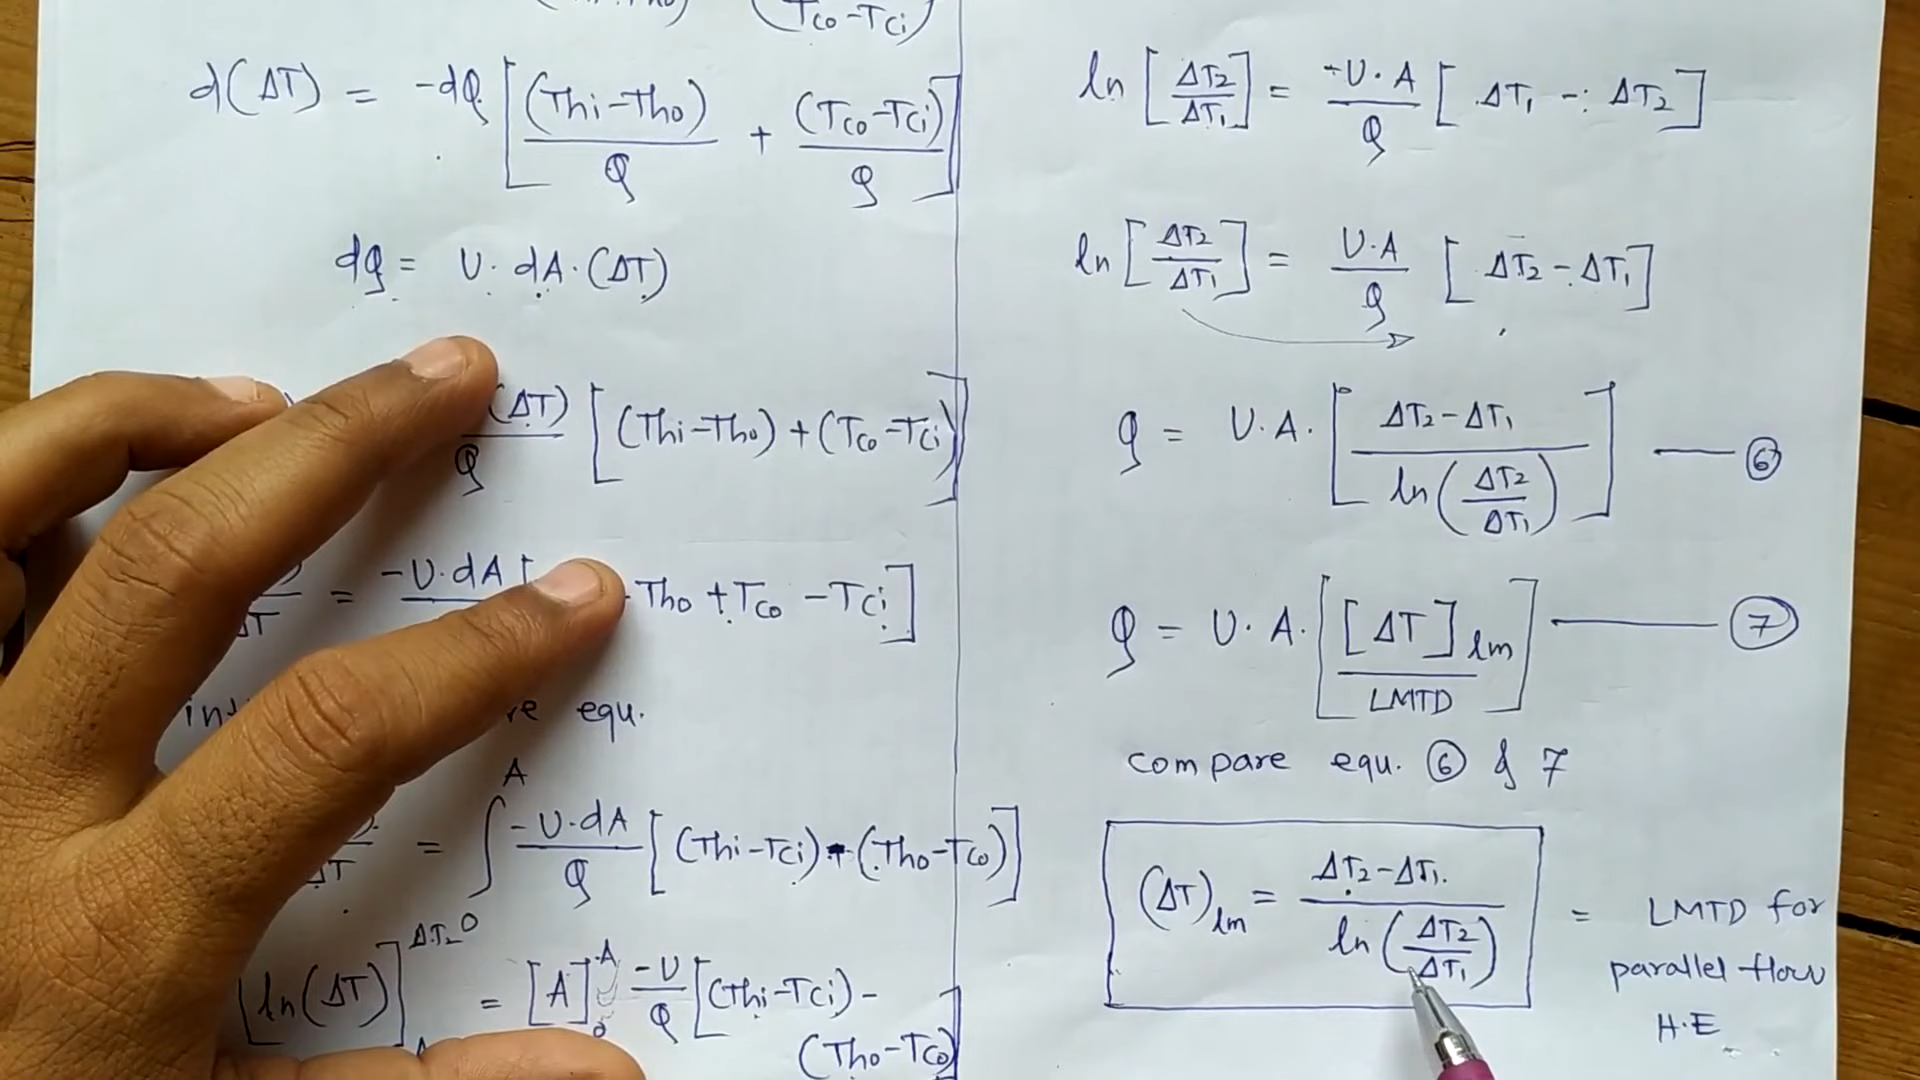 (Tco-Tci)
d(ΔT) = -dQ [(Thi-Tho)/Q + (Tco-Tci)/Q]
dQ = U. dA.(ΔT)
(ΔT)/Q [(Thi-Tho)+(Tco-Tci)]
= -U.dA [ -Tho +Tco -Tci]
equ.
ΔT = ∫ᴬ -U.dA/Q [(Thi-Tci)-(Tho-Tco)]
[ln(ΔT)]^ΔT2 = [A]₀ᴬ -U/Q [(Thi-Tci)-
(Tho-Tco)]
ln [ΔT2/ΔT1] = -U.A/Q [ΔT1 - ΔT2]
ln [ΔT2/ΔT1] = U.A/Q [ΔT2-ΔT1]
Q = U.A. [ΔT2-ΔT1 / ln(ΔT2/ΔT1)] — 6
Q = U.A. [[ΔT]lm] — 7
LMTD
compare equ. 6 & 7
(ΔT)lm = ΔT2-ΔT1. / ln(ΔT2/ΔT1) = LMTD for
parallel flow
H.E